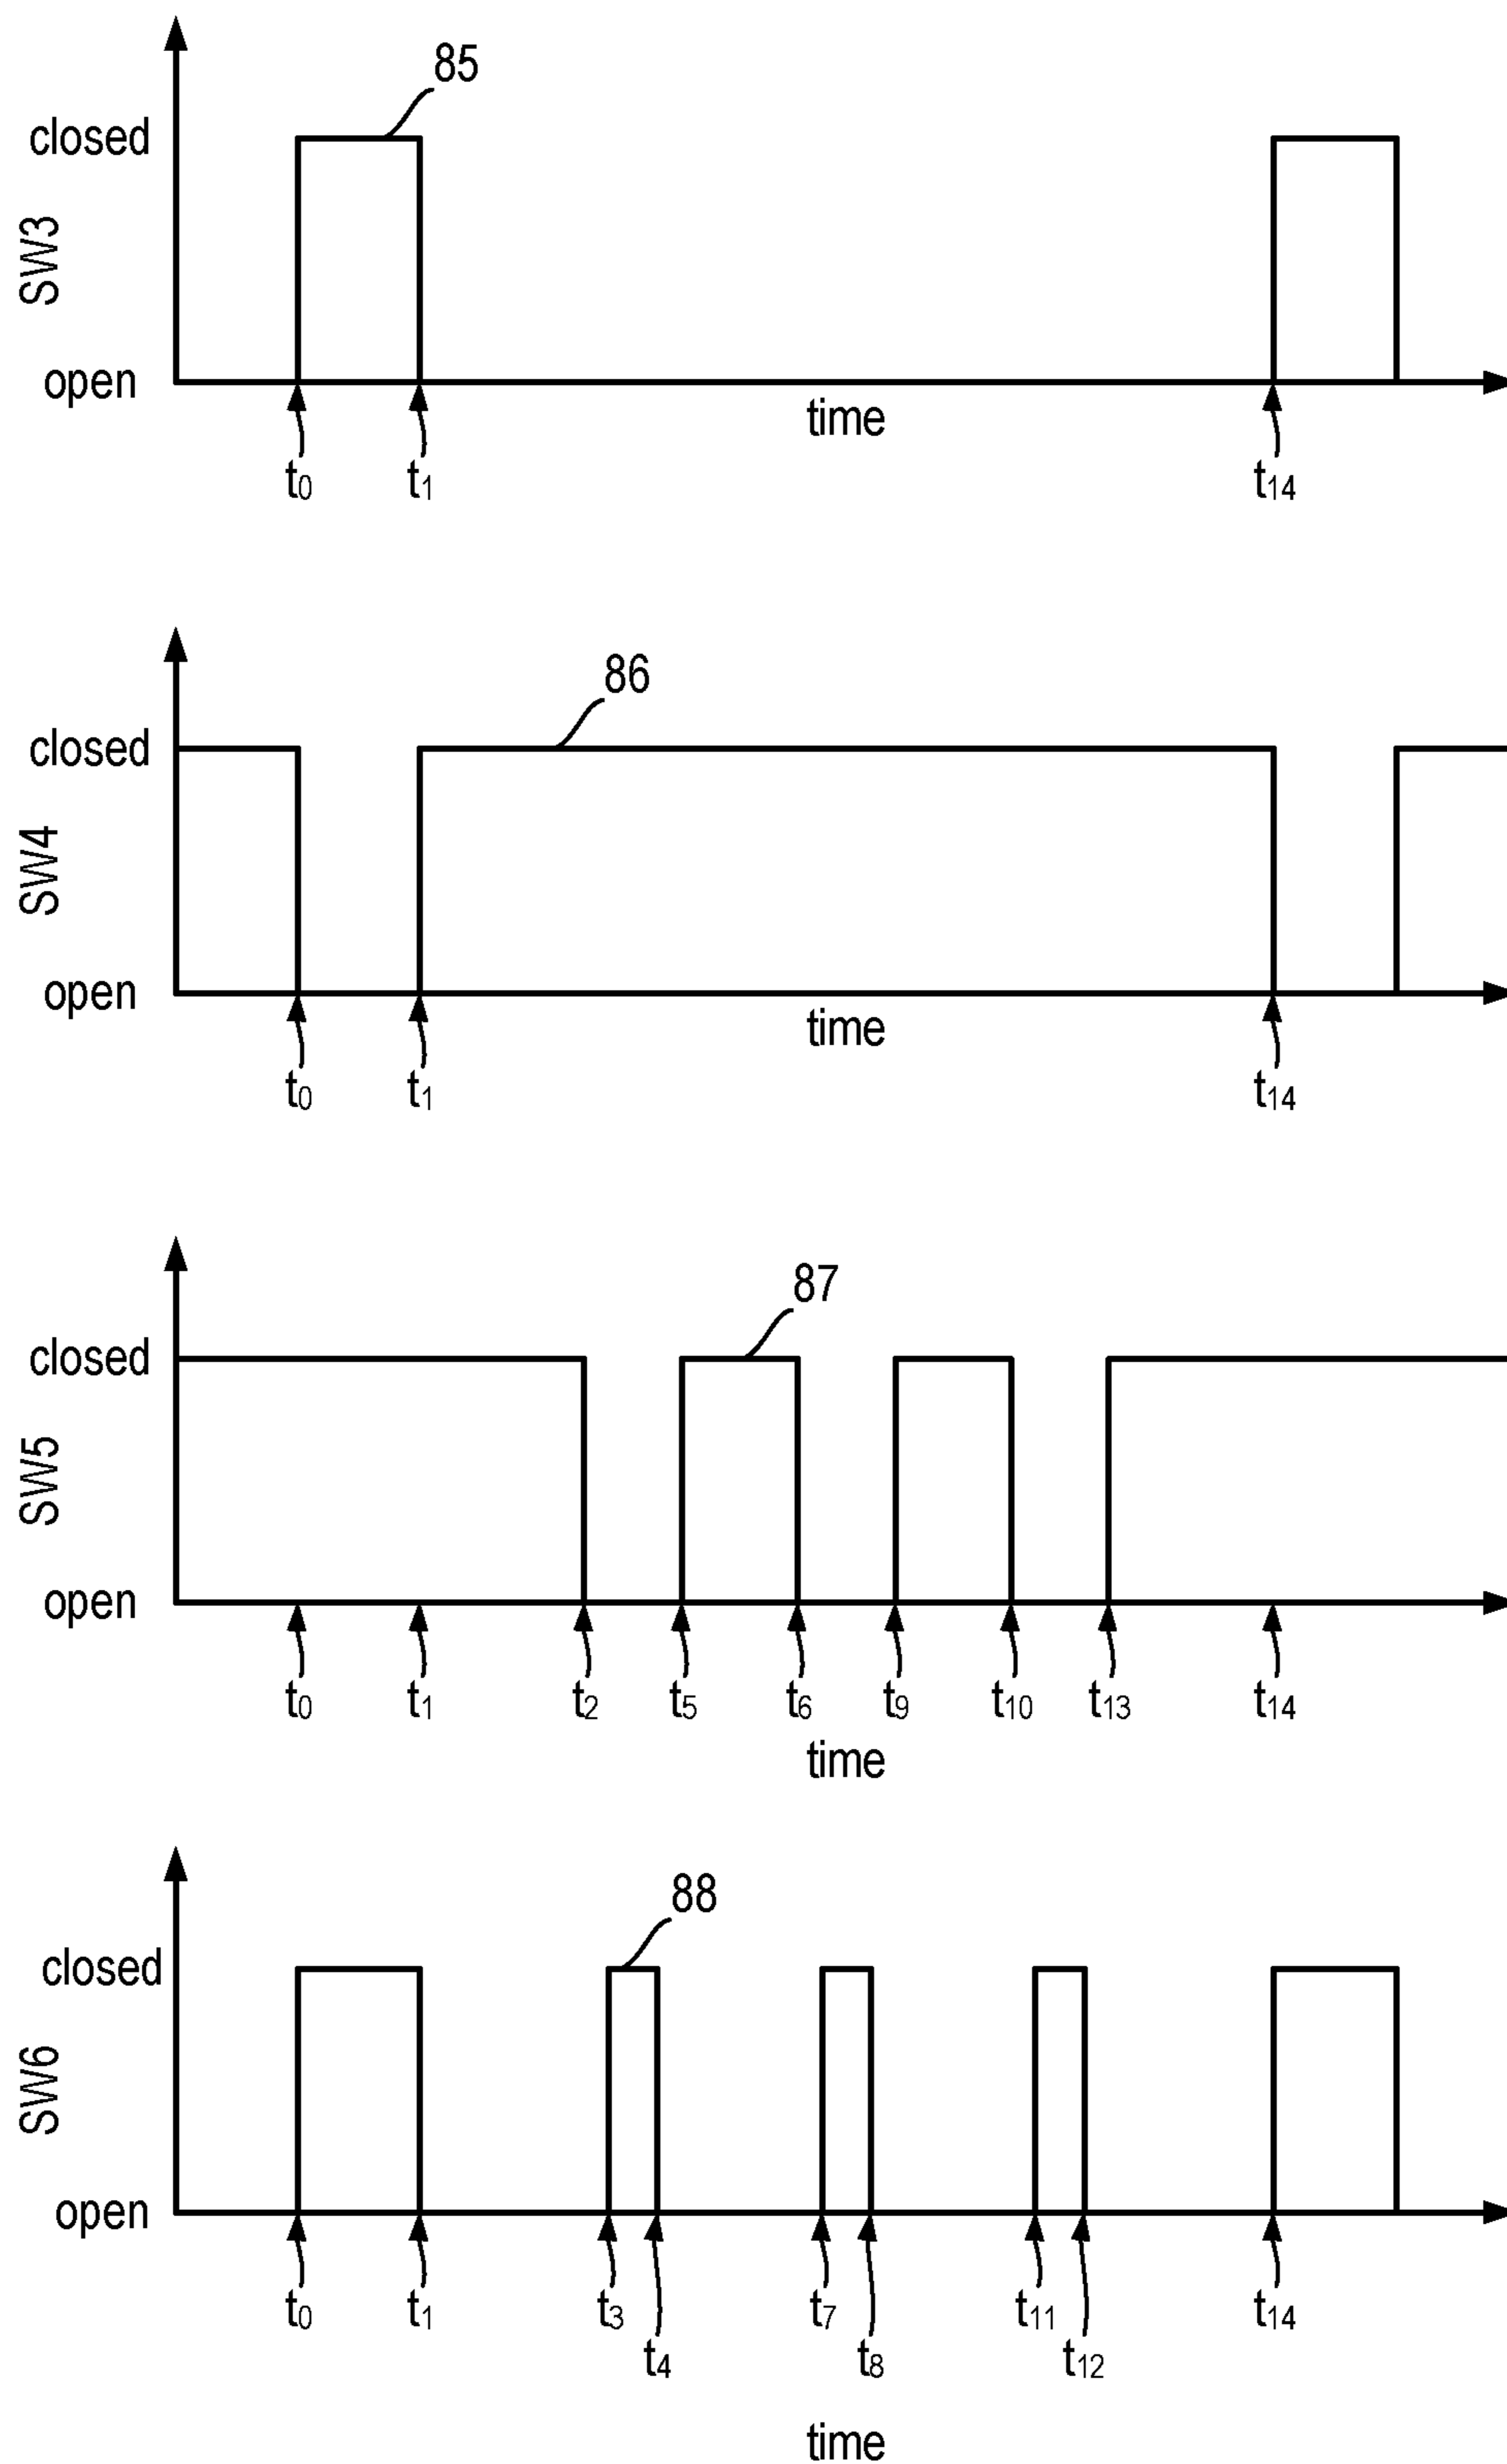 85
closed
SW3
open
time
t0 t1 t14
86
closed
SW4
open
time
t0 t1 t14
87
closed
SW5
open
t0 t1 t2 t5 t6 t9 t10 t13 t14
time
88
closed
SW6
open
t0 t1 t3 t7 t11 t14
t4 t8 t12
time